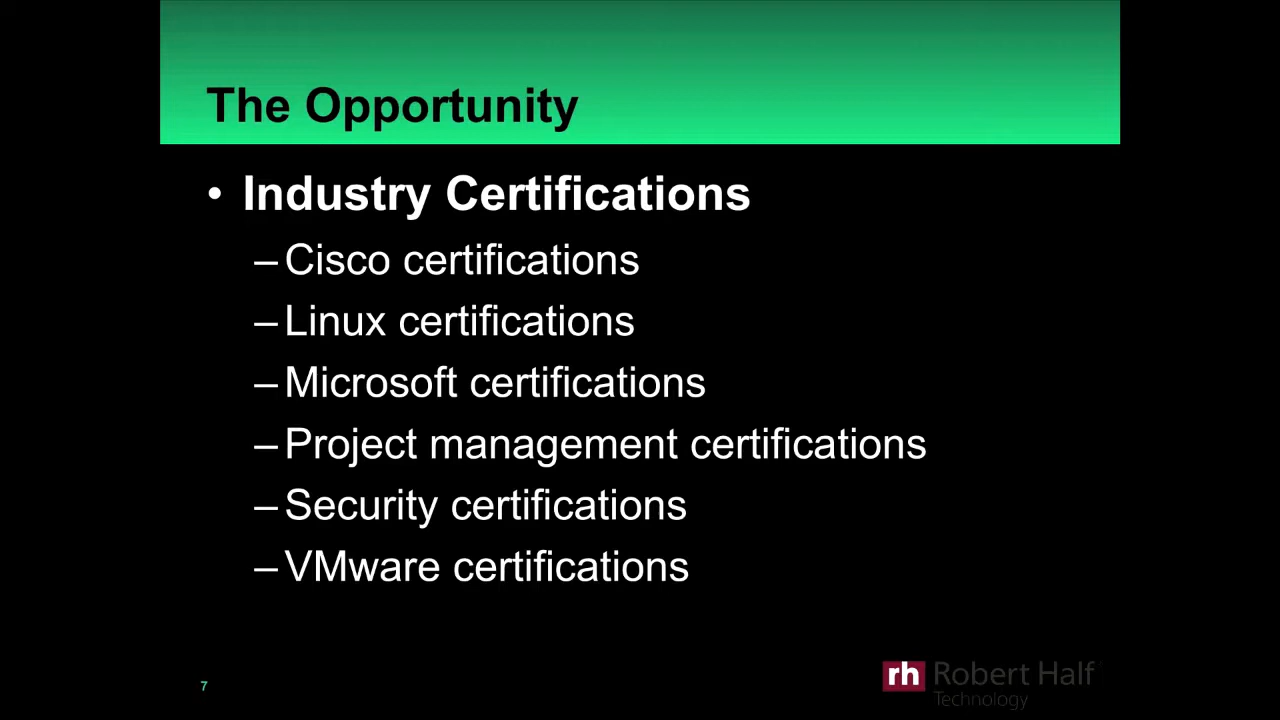 The Opportunity
• Industry Certifications
– Cisco certifications
– Linux certifications
– Microsoft certifications
– Project management certifications
– Security certifications
– VMware certifications
7
rh Robert Half
Technology